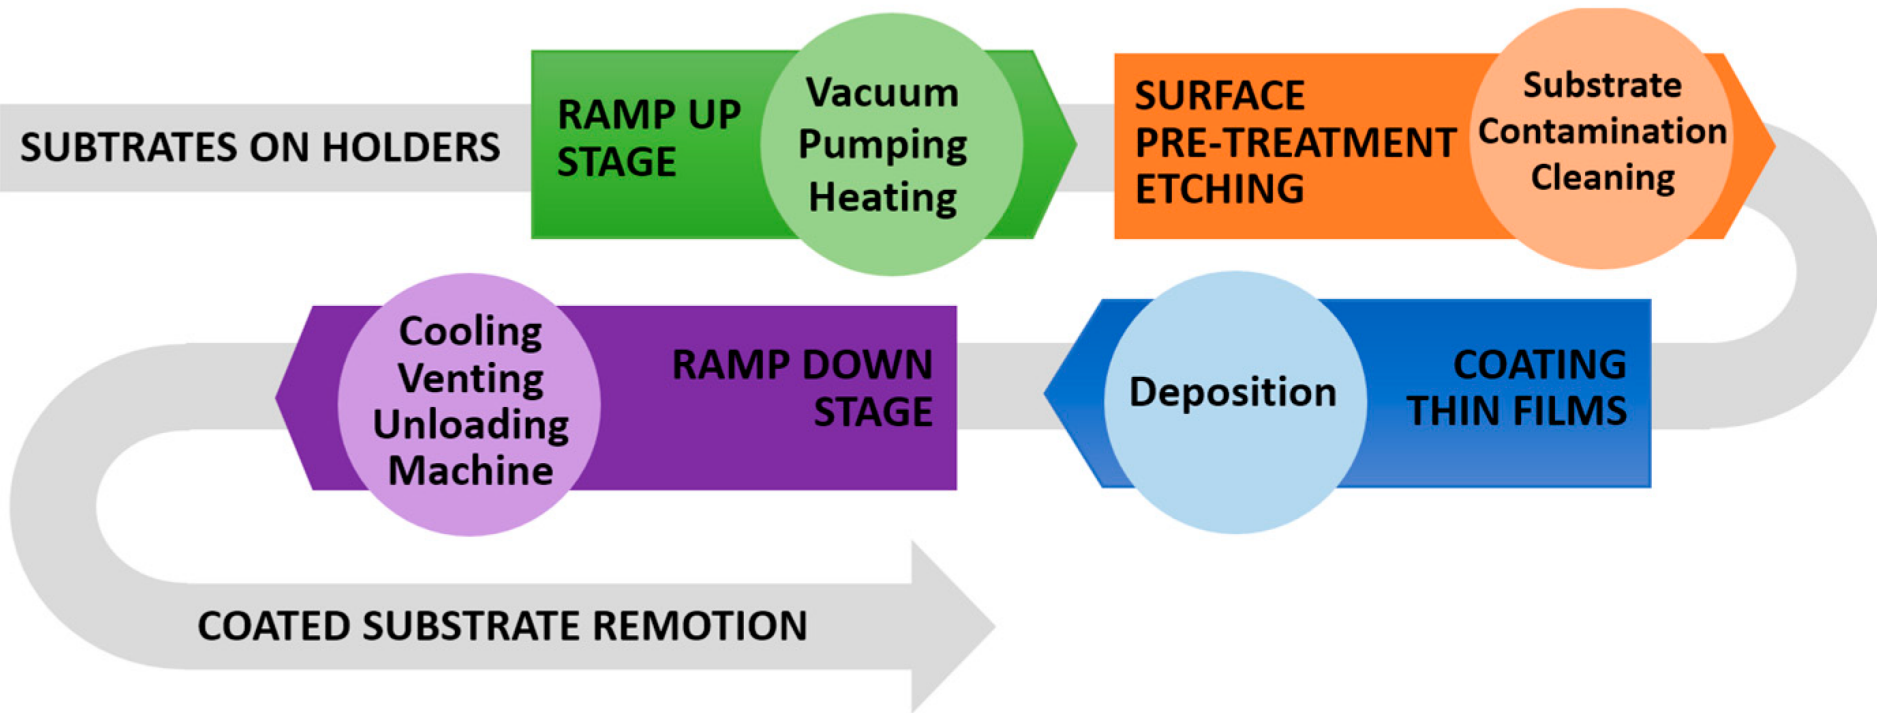 SUBTRATES ON HOLDERS
RAMP UP
STAGE
Vacuum
Pumping
Heating
SURFACE
PRE-TREATMENT
ETCHING
Substrate
Contamination
Cleaning
COATING
THIN FILMS
Deposition
RAMP DOWN
STAGE
Cooling
Venting
Unloading
Machine
COATED SUBSTRATE REMOTION